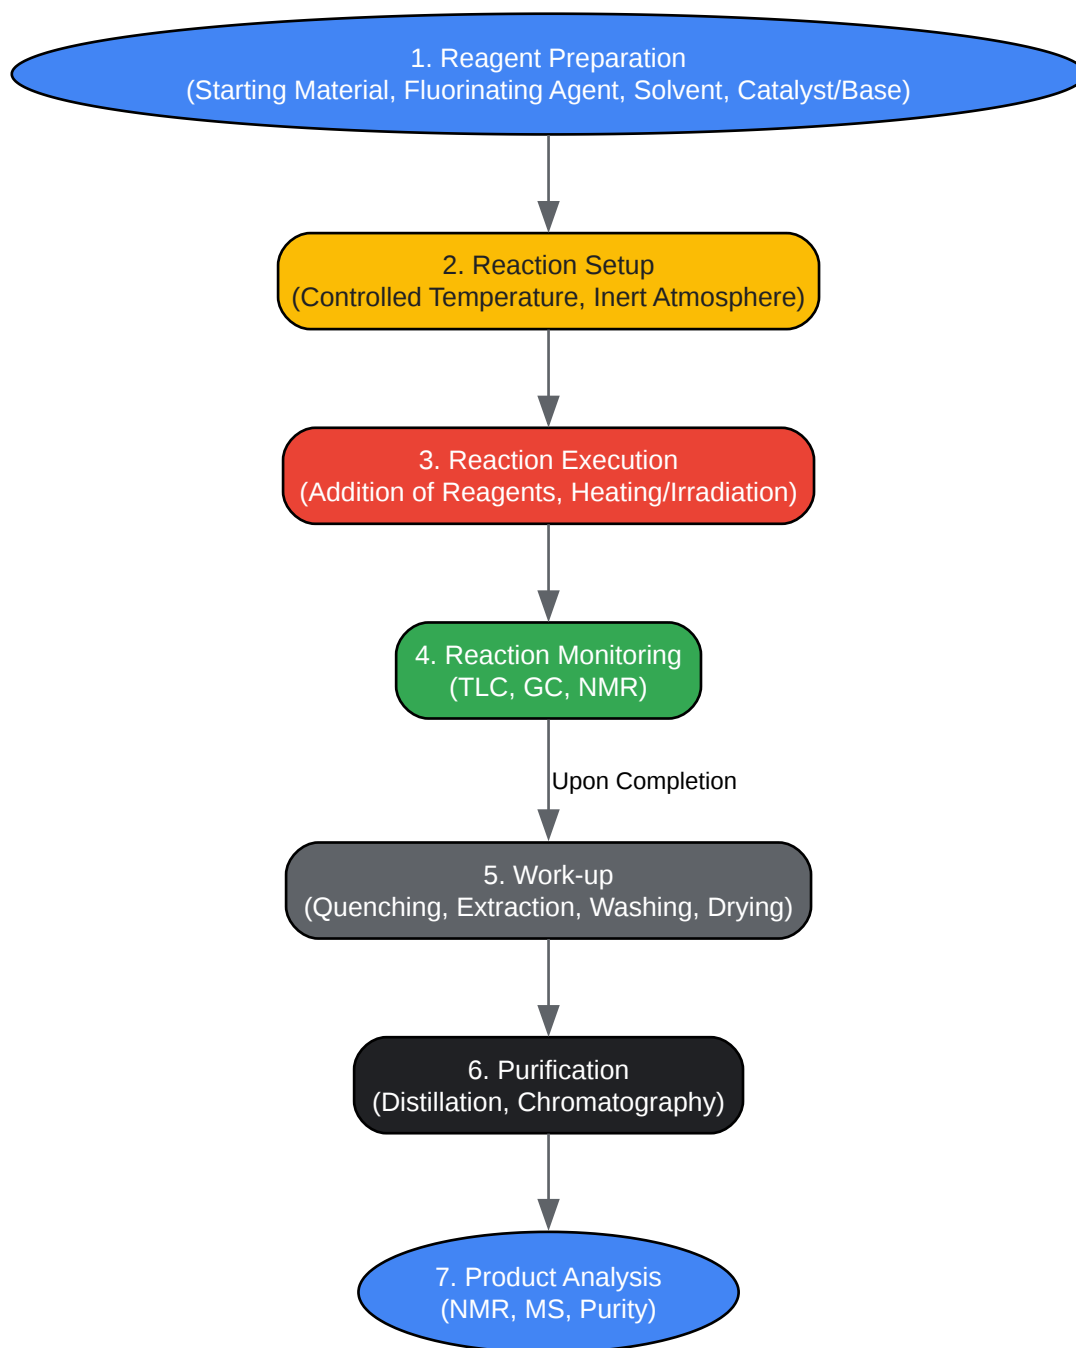 1. Reagent Preparation
(Starting Material, Fluorinating Agent, Solvent, Catalyst/Base)
2. Reaction Setup
(Controlled Temperature, Inert Atmosphere)
3. Reaction Execution
(Addition of Reagents, Heating/Irradiation)
4. Reaction Monitoring
(TLC, GC, NMR)
Upon Completion
5. Work-up
(Quenching, Extraction, Washing, Drying)
6. Purification
(Distillation, Chromatography)
7. Product Analysis
(NMR, MS, Purity)